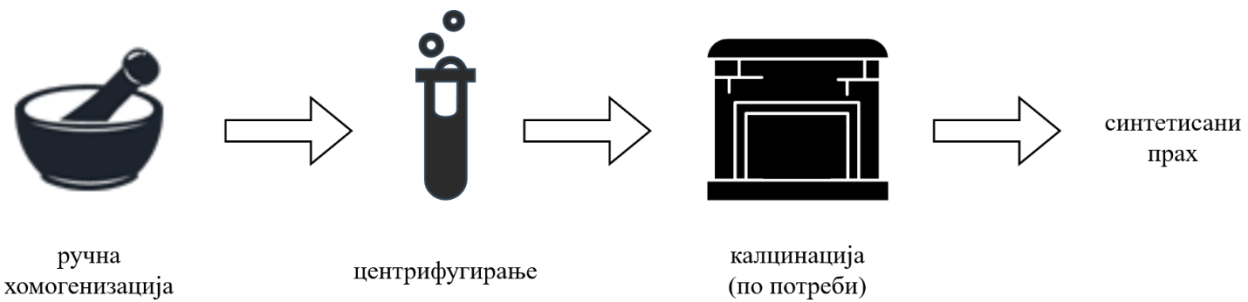 ручна
хомогенизација
центрифугирање
калцинација
(по потреби)
синтетисани
прах